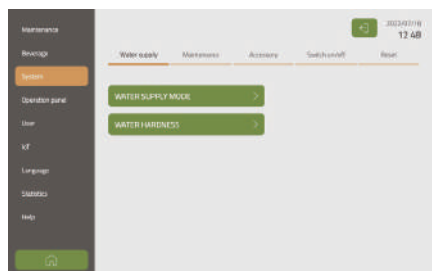 Maintenance
Beverage
System
Operation panel
User
IoT
Language
Statistics
Help
12 48
Water supply
Maintenance
Accessory
Switch on/off
Reset
WATER SUPPLY MODE
WATER HARDNESS